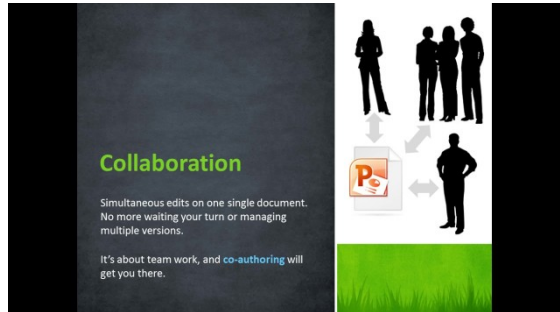 Collaboration
Simultaneous edits on one single document.
No more waiting your turn or managing
multiple versions.
It's about team work, and co-authoring will
get you there.
P